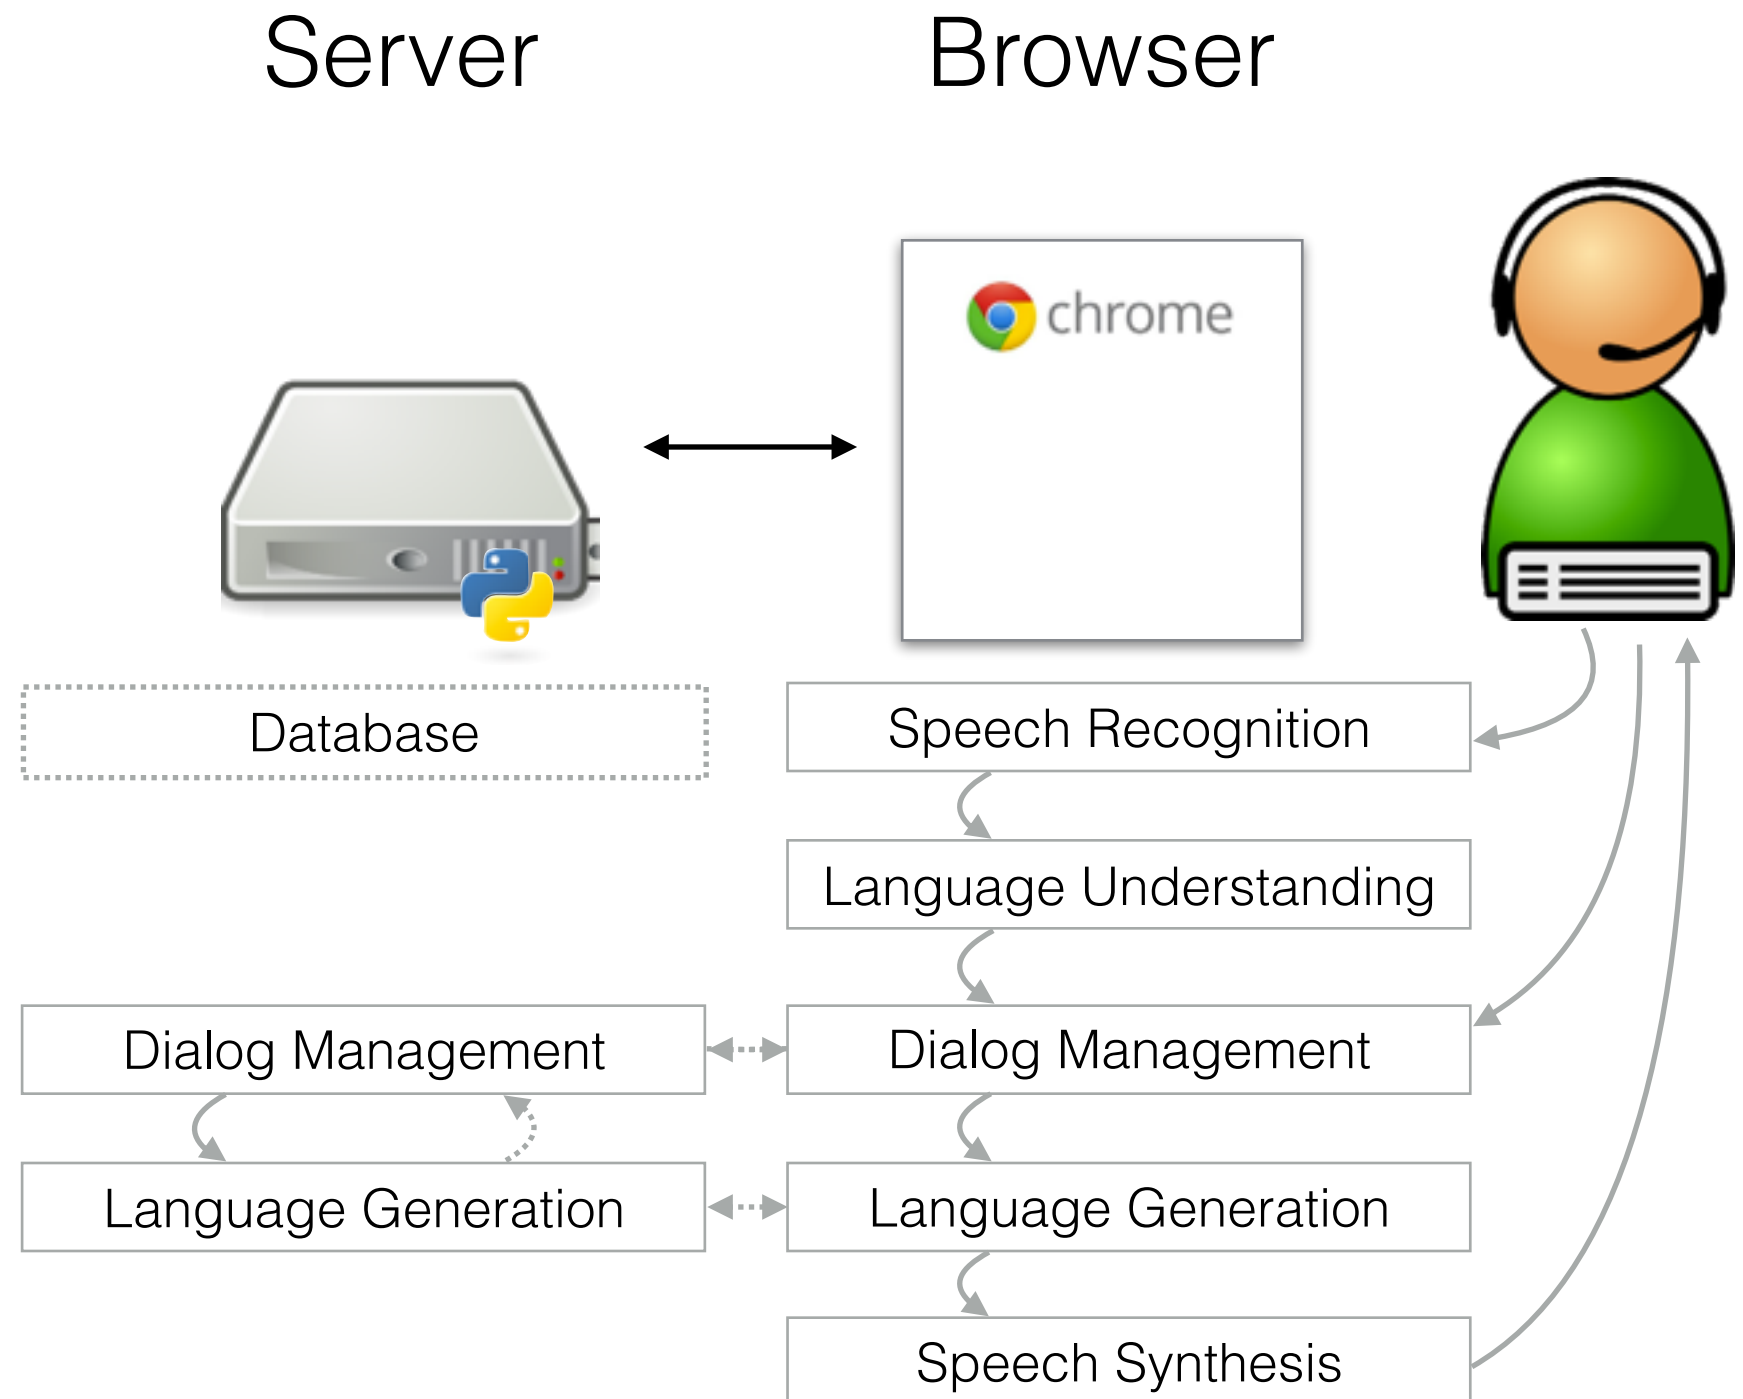 Server
Browser
chrome
Database
Speech Recognition
Language Understanding
Dialog Management
Dialog Management
Language Generation
Language Generation
Speech Synthesis